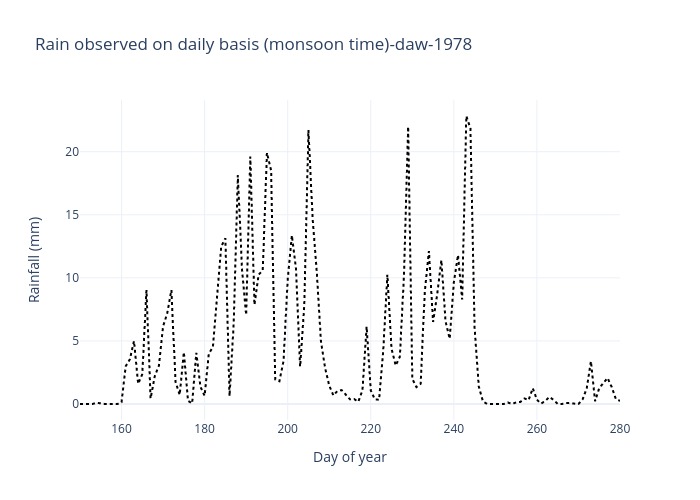 Rain observed on daily basis (monsoon time)-daw-1978
Rainfall (mm)
20
15
10
5
0
160 180 200 220 240 260 280
Day of year